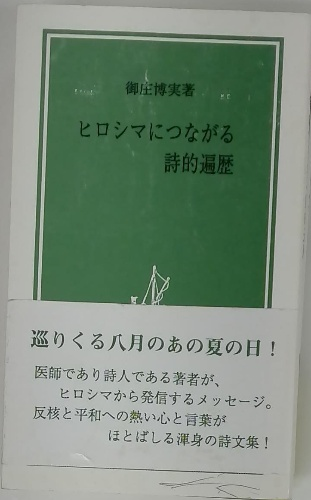 御庄博実著
ヒロシマにつながる
詩的遍歴
巡りくる八月のあの夏の日！
医師であり詩人である著者が、
ヒロシマから発信するメッセージ。
反核と平和への熱い心と言葉が
ほとばしる渾身の詩文集！